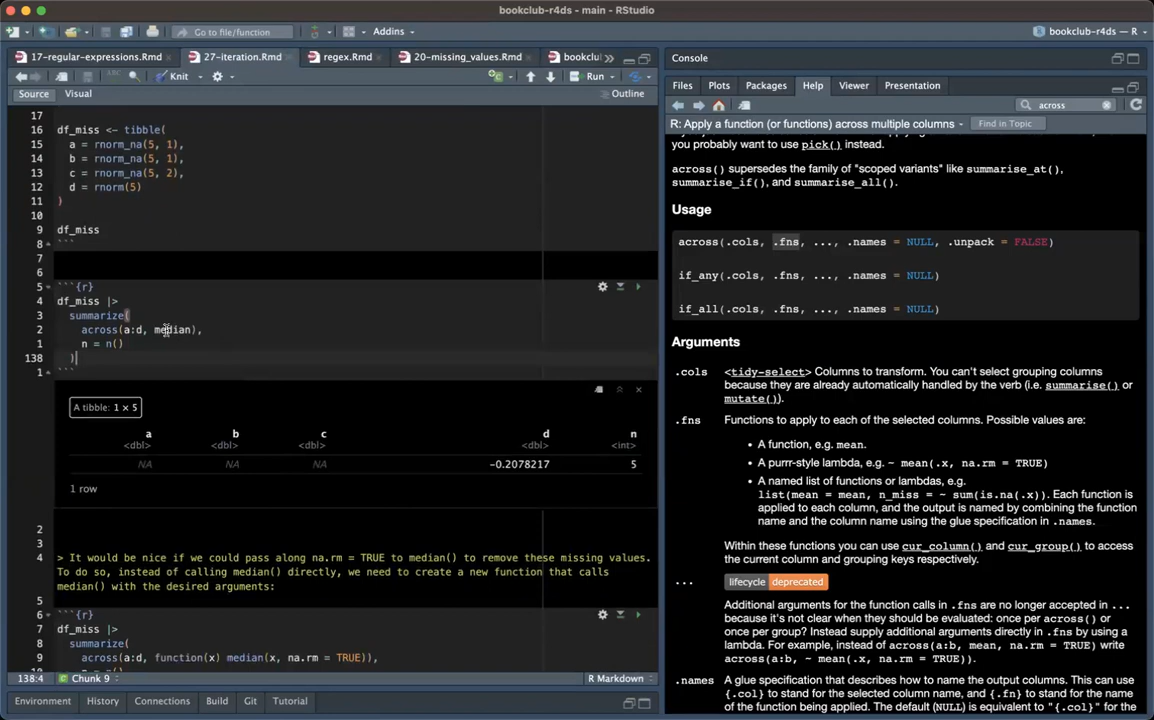 bookclub-r4ds - main - RStudio
Go to file/function
Addins
bookclub-r4ds — R
17-regular-expressions.Rmd
27-iteration.Rmd
regex.Rmd
20-missing_values.Rmd
bookclu
Knit
Run
Source
Visual
Outline
17
16 df_miss <- tibble(
15 a = rnorm_na(5, 1),
14 b = rnorm_na(5, 1),
13 c = rnorm_na(5, 2),
12 d = rnorm(5)
11 )
10
9 df_miss
8 ```
7
6
5 ```{r}
4 df_miss |>
3 summarize(
2 across(a:d, median),
1 n = n()
138 )
1 ```
A tibble: 1 × 5
a b c d n
<dbl> <dbl> <dbl> <dbl> <int>
NA NA NA -0.2078217 5
1 row
2
3
4 > It would be nice if we could pass along na.rm = TRUE to median() to remove these missing values.
To do so, instead of calling median() directly, we need to create a new function that calls
median() with the desired arguments:
5
6 ```{r}
7 df_miss |>
8 summarize(
9 across(a:d, function(x) median(x, na.rm = TRUE)),
138:4
Chunk 9
R Markdown
Environment
History
Connections
Build
Git
Tutorial
Console
Files
Plots
Packages
Help
Viewer
Presentation
across
R: Apply a function (or functions) across multiple columns
Find in Topic
you probably want to use pick() instead.
across() supersedes the family of "scoped variants" like summarise_at(),
summarise_if(), and summarise_all().
Usage
across(.cols, .fns, ..., .names = NULL, .unpack = FALSE)
if_any(.cols, .fns, ..., .names = NULL)
if_all(.cols, .fns, ..., .names = NULL)
Arguments
.cols <tidy-select> Columns to transform. You can't select grouping columns
because they are already automatically handled by the verb (i.e. summarise() or
mutate()).
.fns Functions to apply to each of the selected columns. Possible values are:
• A function, e.g. mean.
• A purrr-style lambda, e.g. ~ mean(.x, na.rm = TRUE)
• A named list of functions or lambdas, e.g.
list(mean = mean, n_miss = ~ sum(is.na(.x)). Each function is
applied to each column, and the output is named by combining the function
name and the column name using the glue specification in .names.
Within these functions you can use cur_column() and cur_group() to access
the current column and grouping keys respectively.
... lifecycle deprecated
Additional arguments for the function calls in .fns are no longer accepted in ...
because it's not clear when they should be evaluated: once per across() or
once per group? Instead supply additional arguments directly in .fns by using a
lambda. For example, instead of across(a:b, mean, na.rm = TRUE) write
across(a:b, ~ mean(.x, na.rm = TRUE)).
.names A glue specification that describes how to name the output columns. This can use
{.col} to stand for the selected column name, and {.fn} to stand for the name
of the function being applied. The default (NULL) is equivalent to "{.col}" for the